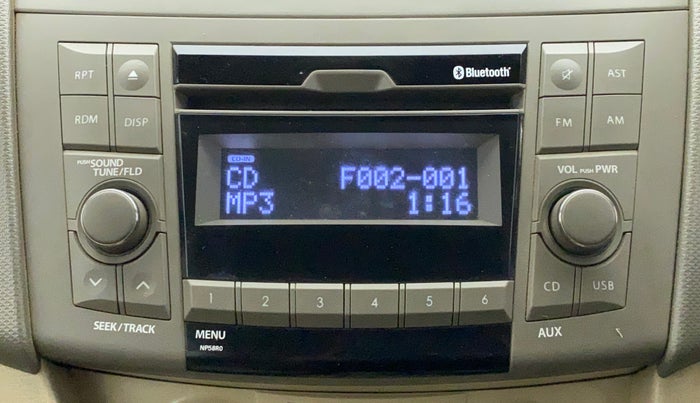 Bluetooth
RPT
AST
RDM
DISP
FM
AM
PUSH SOUND
TUNE/FLD
VOL PUSH PWR
CD-IN
CD F002-001
MP3 1:16
CD
USB
1 2 3 4 5 6
SEEK/TRACK
MENU
AUX
NP5BR0